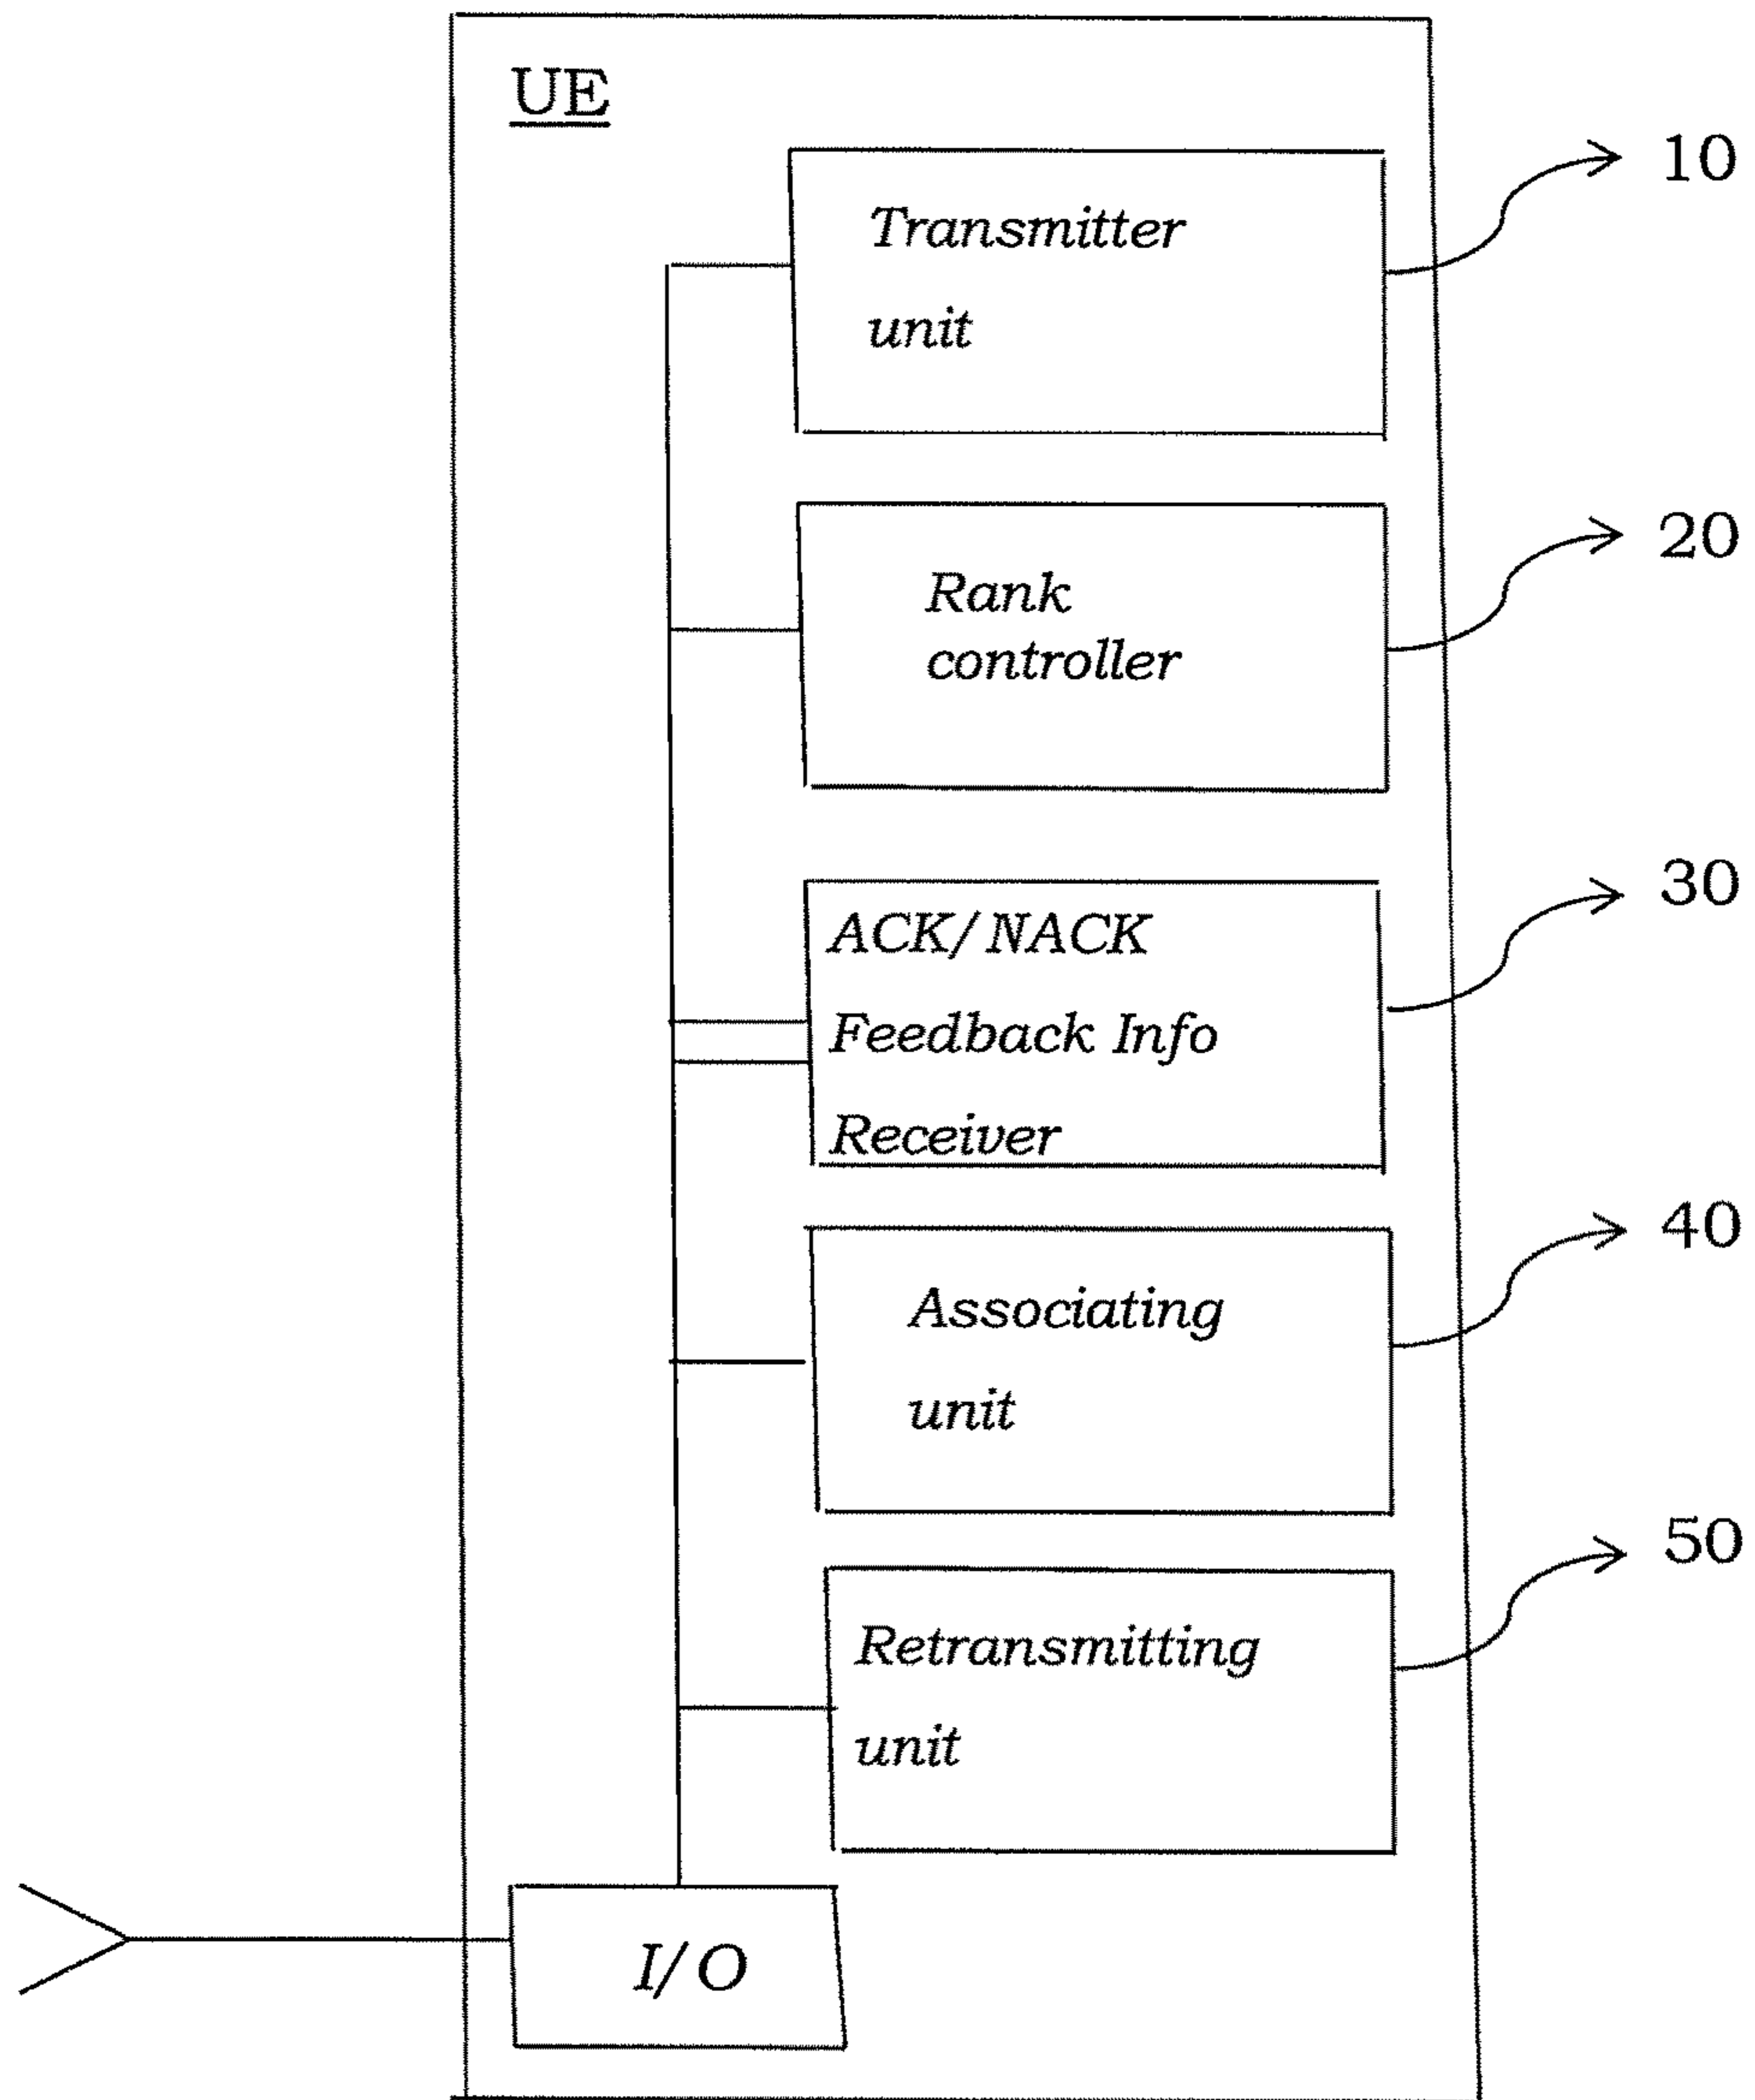 UE
10
Transmitter
unit
20
Rank
controller
30
ACK/NACK
Feedback Info
Receiver
40
Associating
unit
50
Retransmitting
unit
I/O